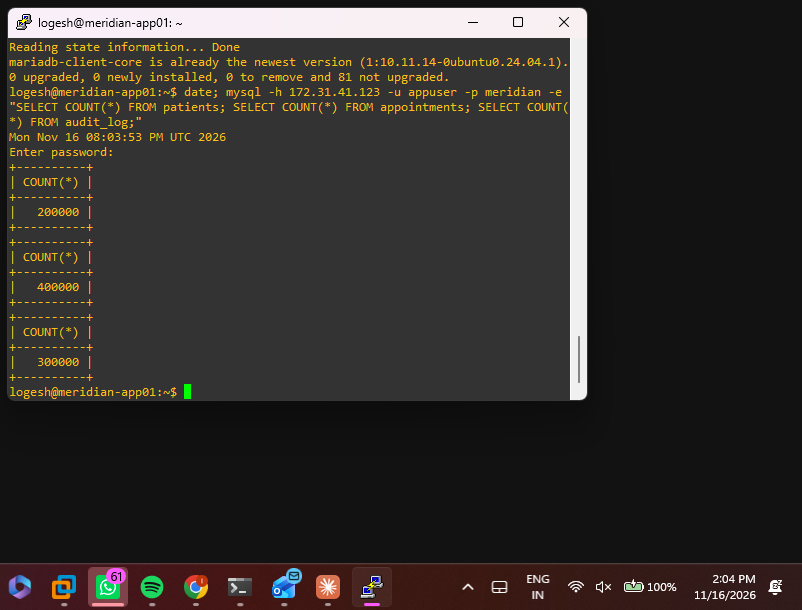 logesh@meridian-app01: ~
Reading state information... Done
mariadb-client-core is already the newest version (1:10.11.14-0ubuntu0.24.04.1).
0 upgraded, 0 newly installed, 0 to remove and 81 not upgraded.
logesh@meridian-app01:~$ date; mysql -h 172.31.41.123 -u appuser -p meridian -e
"SELECT COUNT(*) FROM patients; SELECT COUNT(*) FROM appointments; SELECT COUNT(
*) FROM audit_log;"
Mon Nov 16 08:03:53 PM UTC 2026
Enter password:
+----------+
| COUNT(*) |
+----------+
|   200000 |
+----------+
+----------+
| COUNT(*) |
+----------+
|   400000 |
+----------+
+----------+
| COUNT(*) |
+----------+
|   300000 |
+----------+
logesh@meridian-app01:~$
61
ENG
IN
100%
2:04 PM
11/16/2026